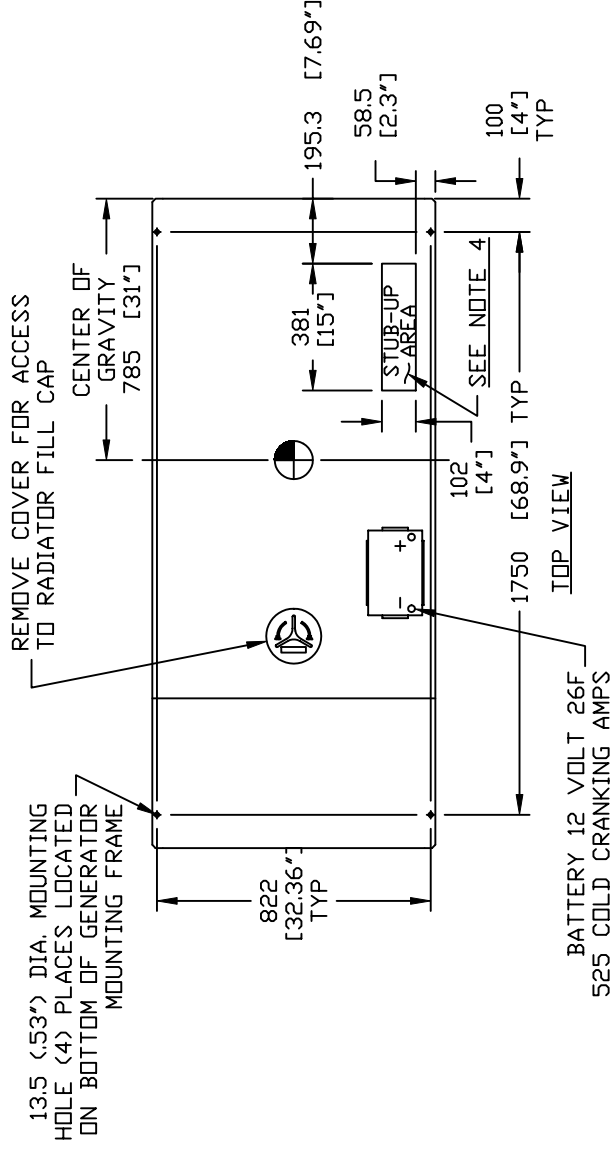 REMOVE COVER FOR ACCESS
TO RADIATOR FILL CAP
CENTER OF
GRAVITY
785 [31"]
195.3 [7.69"]
58.5
[2.3"]
100
[4"]
TYP
381
[15"]
STUB-UP
AREA
SEE NOTE 4
102
[4"]
1750 [68.9"] TYP
TOP VIEW
+
-
13.5 (.53") DIA. MOUNTING
HOLE (4) PLACES LOCATED
ON BOTTOM OF GENERATOR
MOUNTING FRAME
822
[32.36"]
TYP
BATTERY 12 VOLT 26F
525 COLD CRANKING AMPS